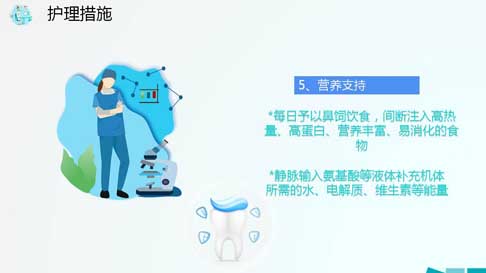 护理措施
5、营养支持
*每日予以鼻饲饮食，间断注入高热
量、高蛋白、营养丰富、易消化的食
物
*静脉输入氨基酸等液体补充机体
所需的水、电解质、维生素等能量